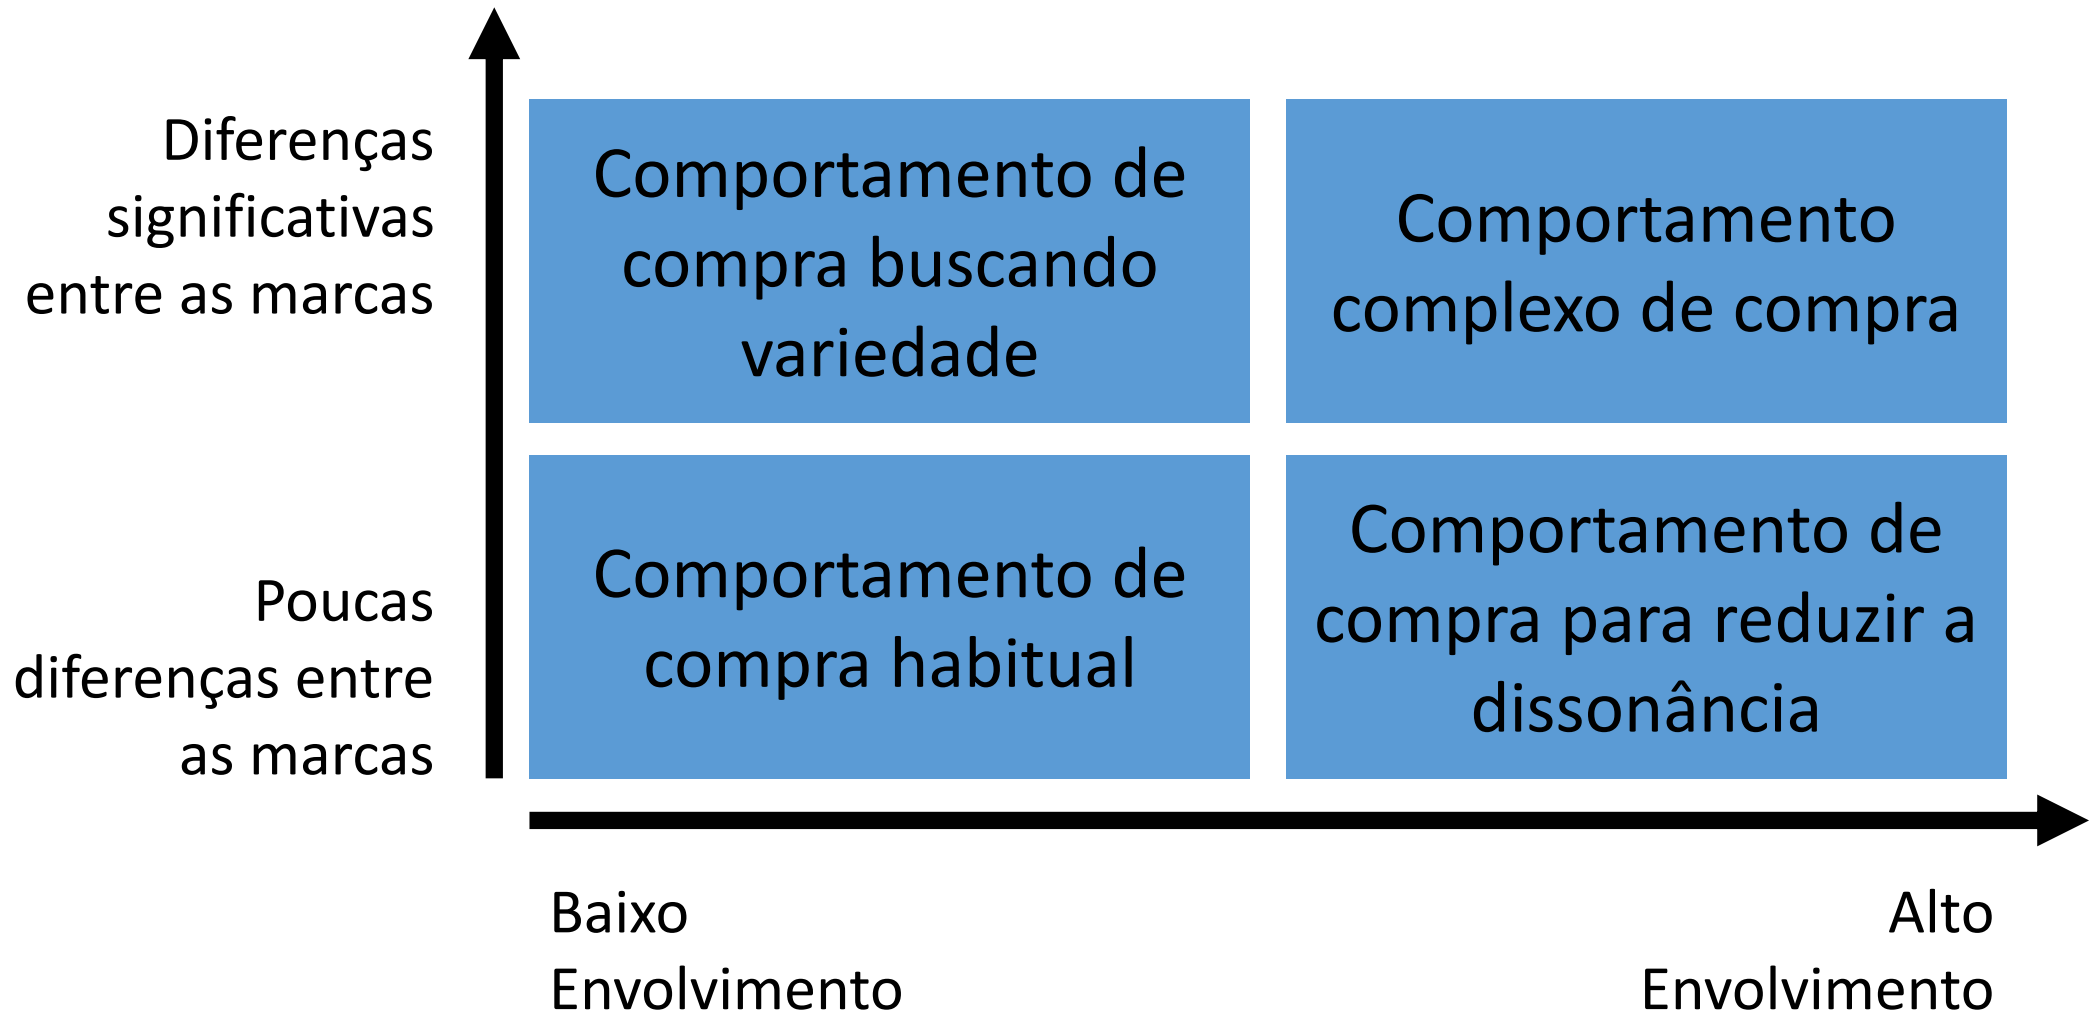 Diferenças
significativas
entre as marcas
Comportamento de
compra buscando
variedade
Comportamento
complexo de compra
Poucas
diferenças entre
as marcas
Comportamento de
compra habitual
Comportamento de
compra para reduzir a
dissonância
Baixo
Envolvimento
Alto
Envolvimento